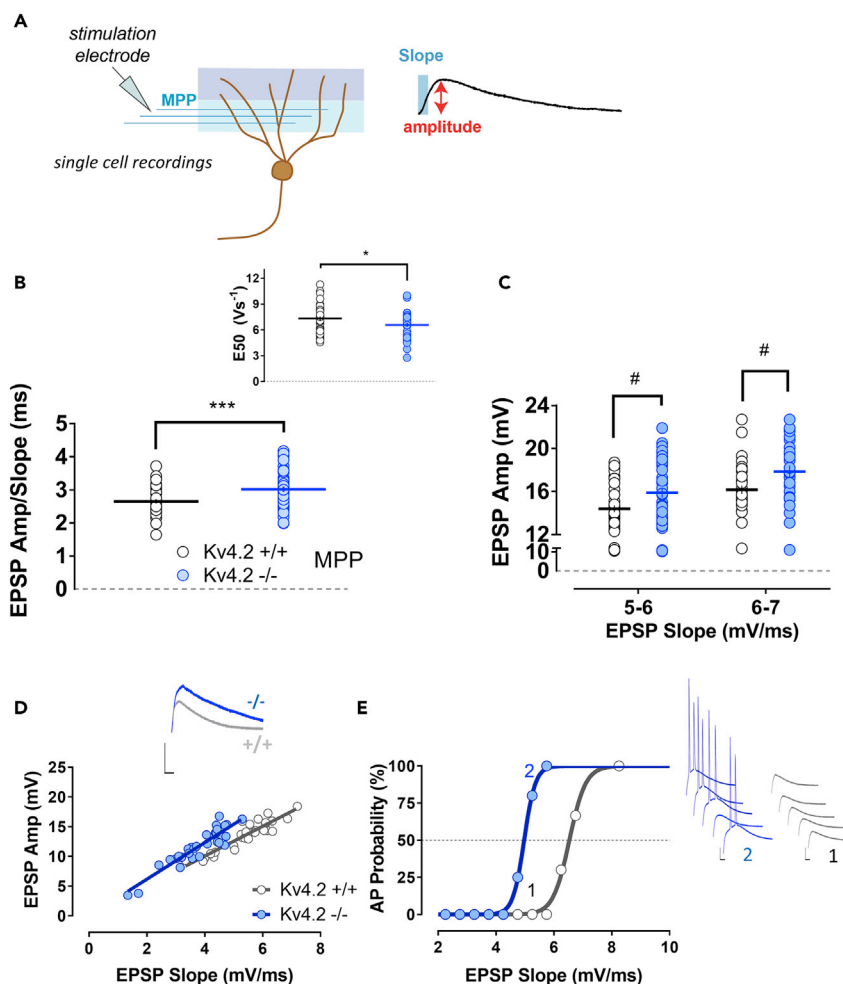 A
stimulation
electrode
MPP
single cell recordings
Slope
amplitude
B
*
E50 (Vs-1)
12
9
6
3
0
***
EPSP Amp/Slope (ms)
5
4
3
2
1
0
Kv4.2 +/+
Kv4.2 -/-
MPP
C
#
#
EPSP Amp (mV)
24
20
16
12
10
0
5-6
6-7
EPSP Slope (mV/ms)
D
-/-
+/+
EPSP Amp (mV)
25
20
15
10
5
0
Kv4.2 +/+
Kv4.2 -/-
0
2
4
6
8
EPSP Slope (mV/ms)
E
AP Probability (%)
100
75
50
25
0
2
1
2
4
6
8
10
EPSP Slope (mV/ms)
2
1